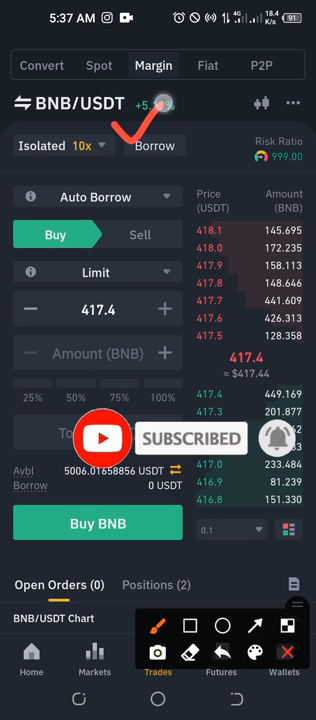 5:37 AM
4G
18.4
K/s
91
Convert Spot Margin Fiat P2P
BNB/USDT
Isolated 10x Borrow
Risk Ratio
999.00
Auto Borrow
Buy Sell
Limit
417.4
Amount (BNB)
25% 50% 75% 100%
Avbl 5006.01658856 USDT
Borrow 0 USDT
Buy BNB
Price Amount
(USDT) (BNB)
418.1 145.695
418.0 172.235
417.9 158.113
417.8 148.646
417.7 441.609
417.6 426.313
417.5 128.358
417.4
≈ $417.44
417.4 449.169
417.3 201.877
SUBSCRIBED
417.0 233.484
416.9 81.239
416.8 151.330
0.1
Open Orders (0) Positions (2)
BNB/USDT Chart
Home Markets Trades Futures Wallets